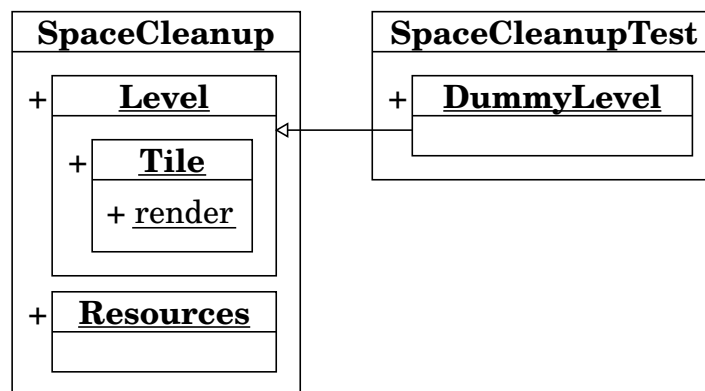 SpaceCleanup
+ Level
+ Tile
+ render
+ Resources
SpaceCleanupTest
+ DummyLevel